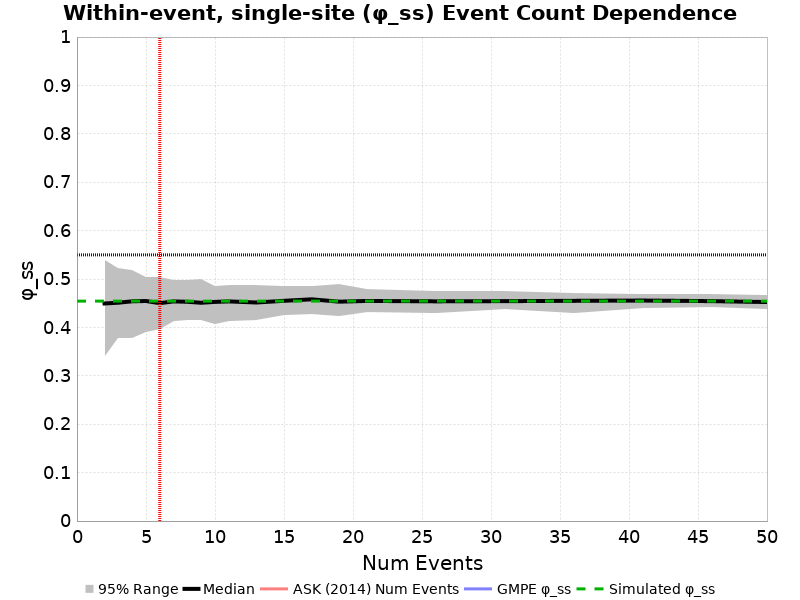 Within-event, single-site (φ_ss) Event Count Dependence
1
0.9
0.8
0.7
0.6
0.5
0.4
0.3
0.2
0.1
0
φ_ss
0 5 10 15 20 25 30 35 40 45 50
Num Events
95% Range Median ASK (2014) Num Events GMPE φ_ss Simulated φ_ss